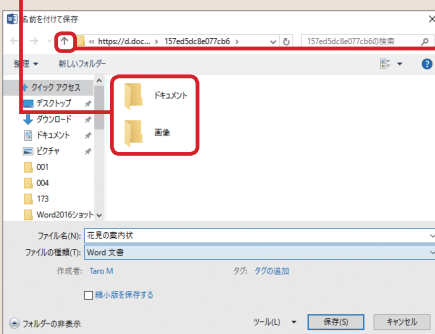 名前を付けて保存
« https://d.doc... › 157ed5dc8e077cb6 ›
157ed5dc8e077cb6の検索
整理
新しいフォルダー
クイック アクセス
デスクトップ
ダウンロード
ドキュメント
ピクチャ
001
004
173
Word2016ショット
ドキュメント
画像
ファイル名(N): 花見の案内状
ファイルの種類(T): Word 文書
作成者: Taro M
タグ: タグの追加
縮小版を保存する
フォルダーの非表示
ツール(L)
保存(S)
キャンセル